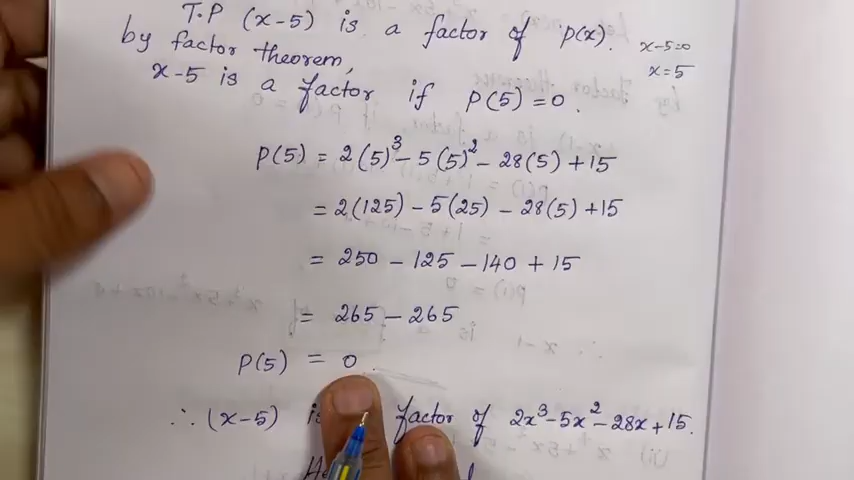 T.P (x-5) is a factor of p(x).
x-5=0
by factor theorem,
x=5
x-5 is a factor if P(5) = 0.
P(5) = 2(5)³ - 5(5)² - 28(5) + 15
= 2(125) - 5(25) - 28(5) + 15
= 250 - 125 - 140 + 15
= 265 - 265
P(5) = 0.
∴ (x-5) is factor of 2x³-5x²-28x+15.